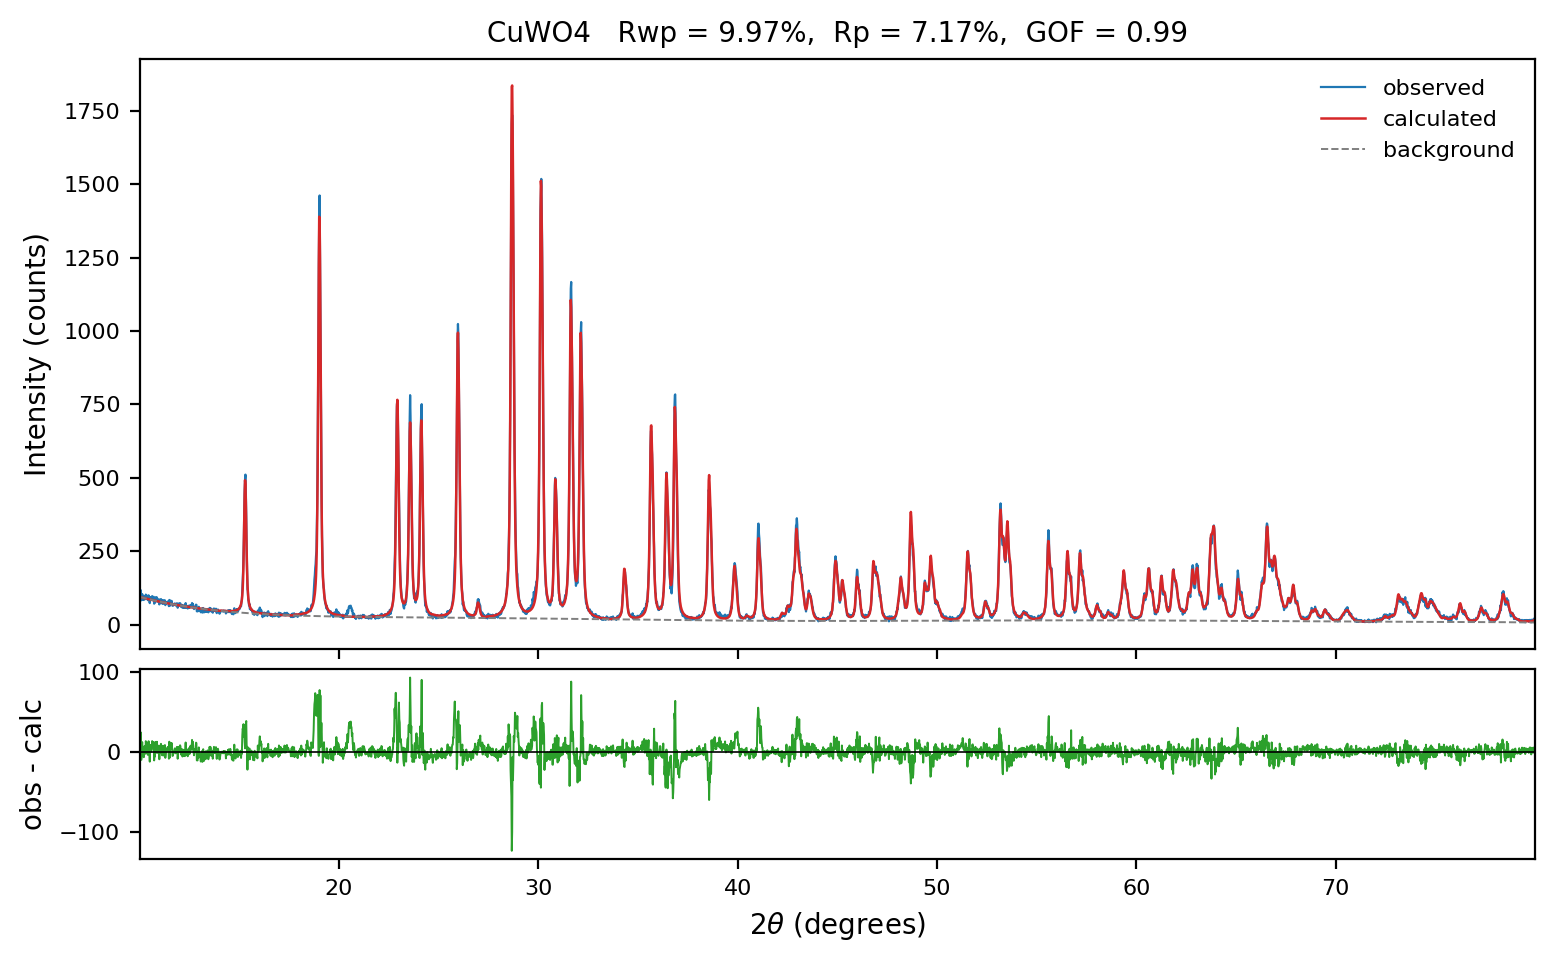 CuWO4 Rwp = 9.97%, Rp = 7.17%, GOF = 0.99
observed
calculated
background
Intensity (counts)
1750
1500
1250
1000
750
500
250
0
obs - calc
100
0
−100
20 30 40 50 60 70
2θ (degrees)